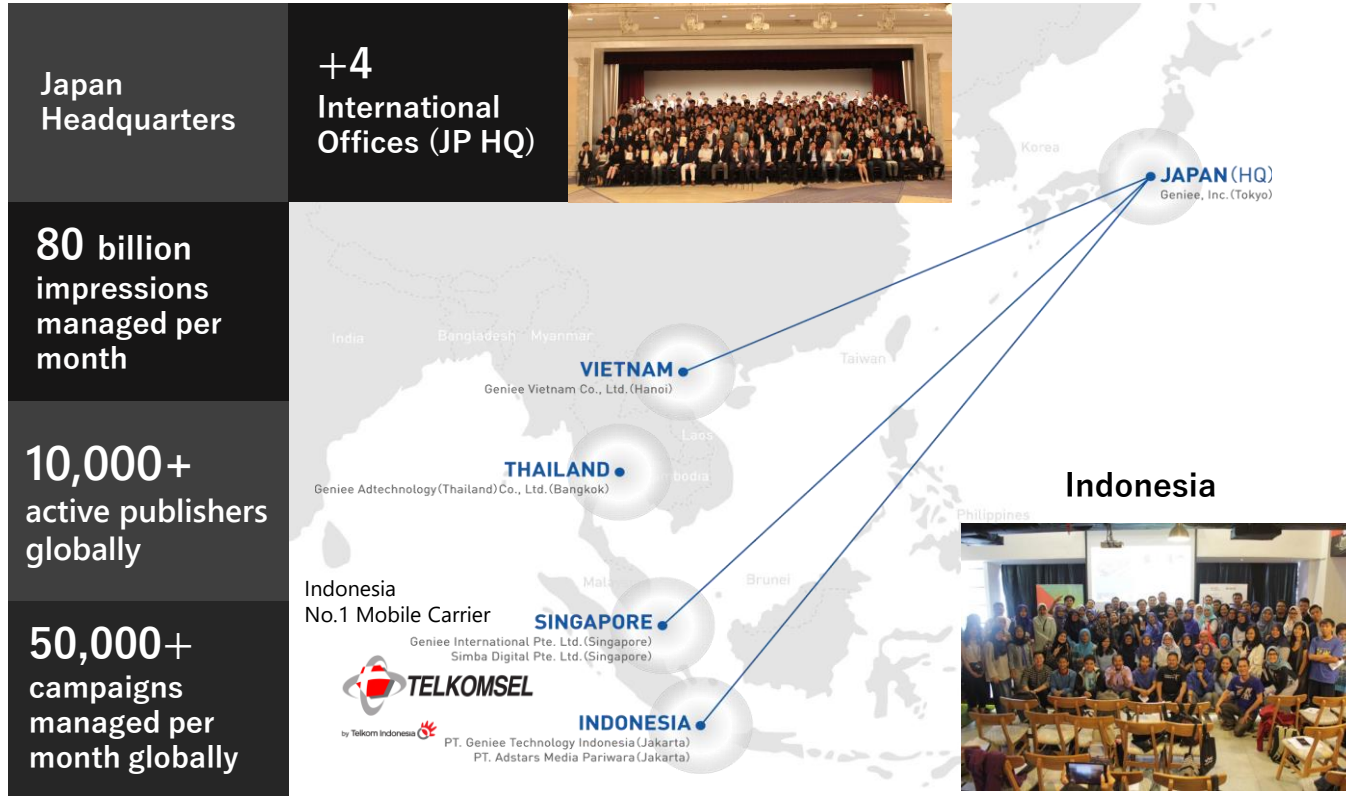 Japan
Headquarters
+4
International
Offices (JP HQ)
80 billion
impressions
managed per
month
10,000+
active publishers
globally
50,000+
campaigns
managed per
month globally
Korea
JAPAN(HQ)
Geniee, Inc.(Tokyo)
India
Bangladesh
Myanmar
Taiwan
VIETNAM
Geniee Vietnam Co., Ltd.(Hanoi)
Laos
THAILAND
Geniee Adtechnology(Thailand)Co., Ltd.(Bangkok)
Indonesia
Philippines
Brunei
Indonesia
No.1 Mobile Carrier
SINGAPORE
Geniee International Pte. Ltd.(Singapore)
Simba Digital Pte. Ltd.(Singapore)
TELKOMSEL
by Telkom Indonesia
INDONESIA
PT. Geniee Technology Indonesia(Jakarta)
PT. Adstars Media Pariwara(Jakarta)